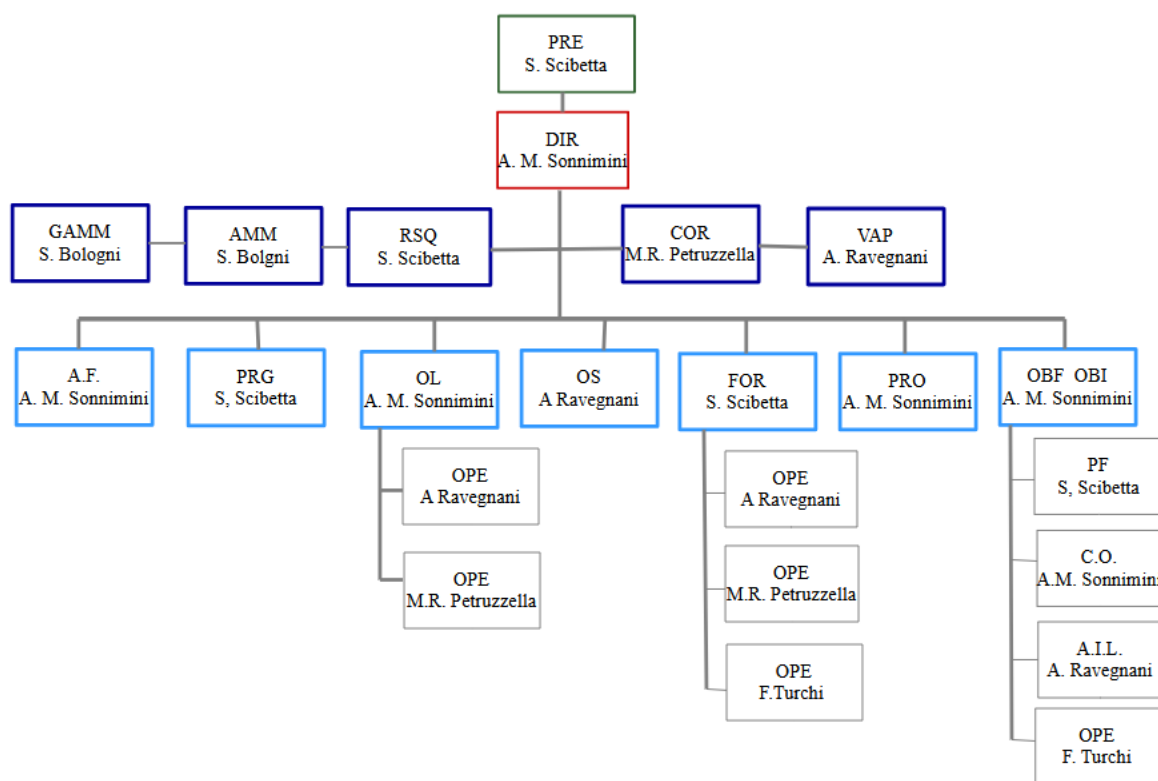 PRE
S. Scibetta
DIR
A. M. Sonnimini
GAMM
S. Bologni
AMM
S. Bolgni
RSQ
S. Scibetta
COR
M.R. Petruzzella
VAP
A. Ravegnani
A.F.
A. M. Sonnimini
PRG
S, Scibetta
OL
A. M. Sonnimini
OS
A Ravegnani
FOR
S. Scibetta
PRO
A. M. Sonnimini
OBF OBI
A. M. Sonnimini
OPE
A Ravegnani
OPE
M.R. Petruzzella
OPE
A Ravegnani
OPE
M.R. Petruzzella
OPE
F.Turchi
PF
S, Scibetta
C.O.
A.M. Sonnimini
A.I.L.
A. Ravegnani
OPE
F. Turchi